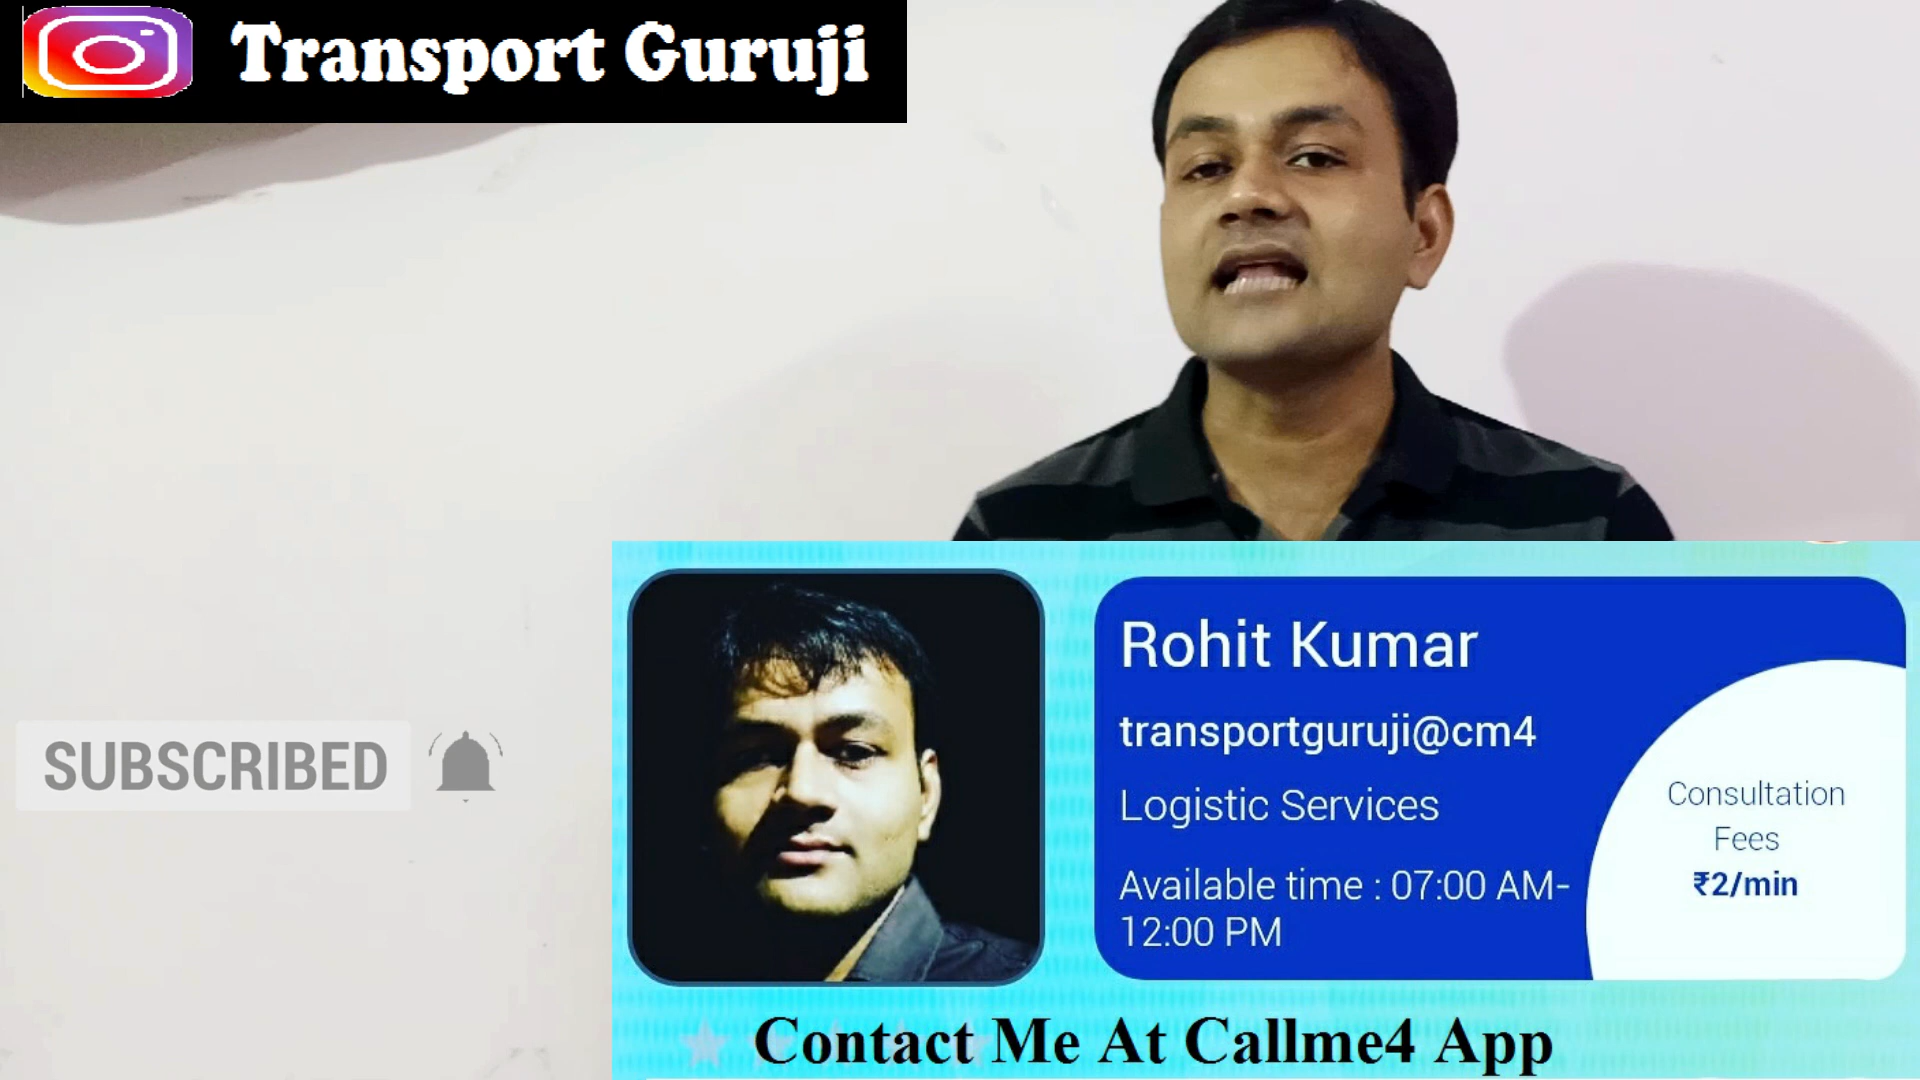 Transport Guruji
SUBSCRIBED
Rohit Kumar
transportguruji@cm4
Logistic Services
Available time : 07:00 AM-
12:00 PM
Consultation
Fees
₹2/min
Contact Me At Callme4 App